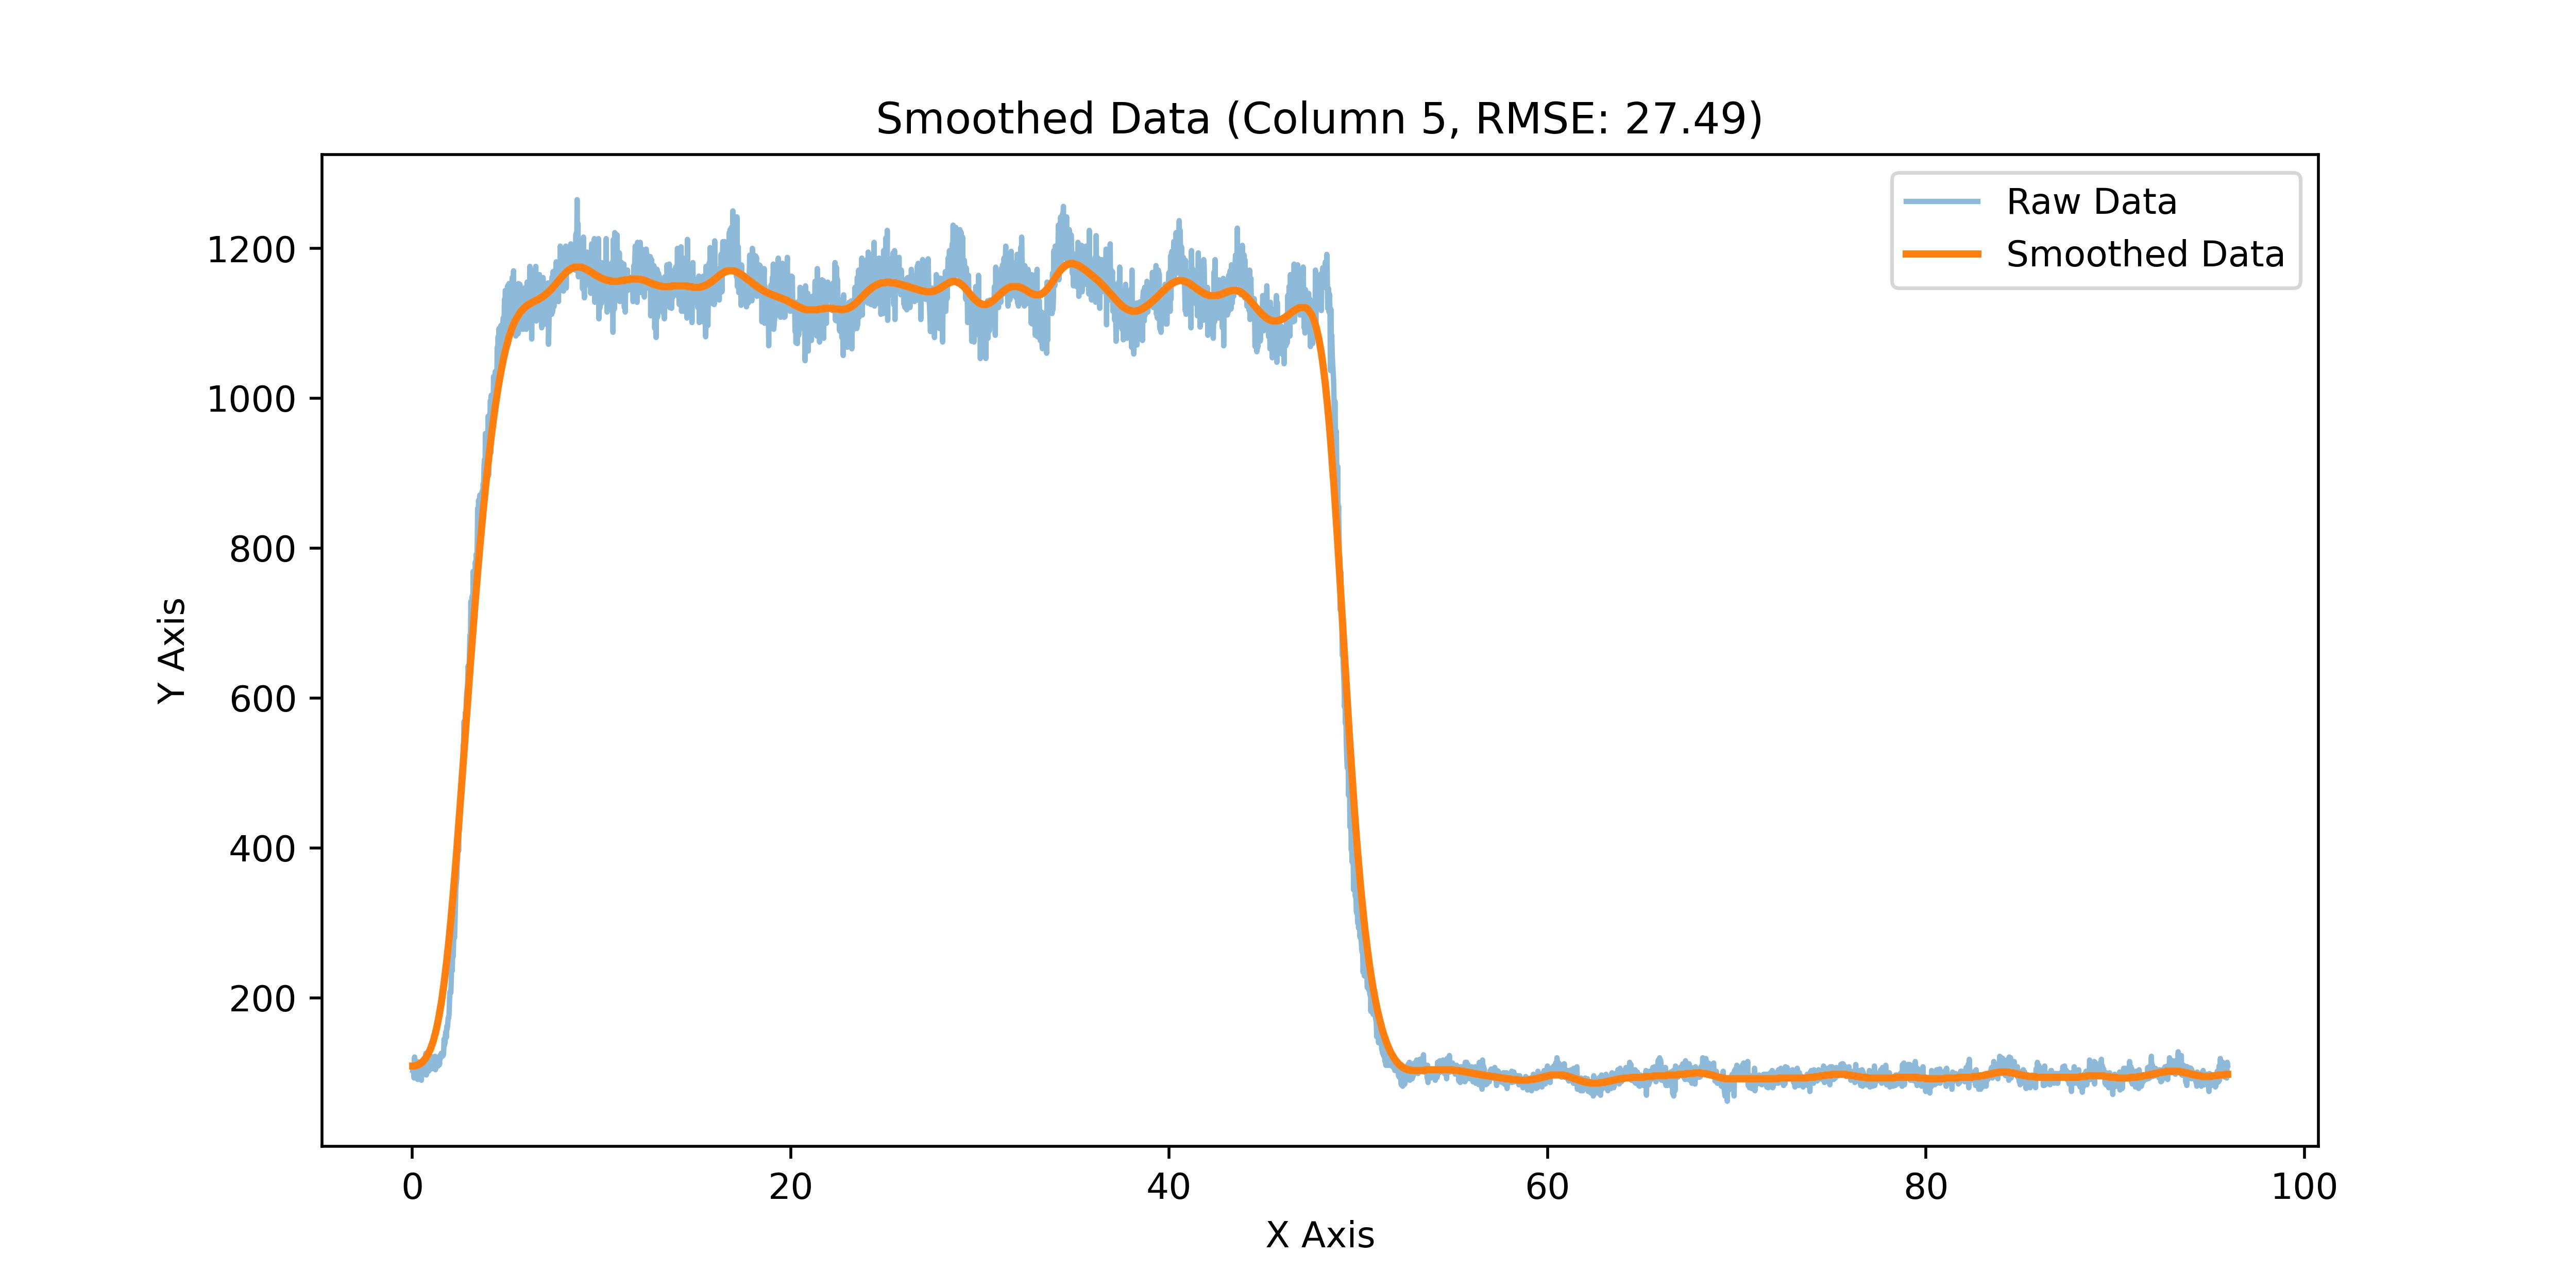 Smoothed Data (Column 5, RMSE: 27.49)
Raw Data
Smoothed Data
1200
1000
800
600
400
200
Y Axis
0 20 40 60 80 100
X Axis